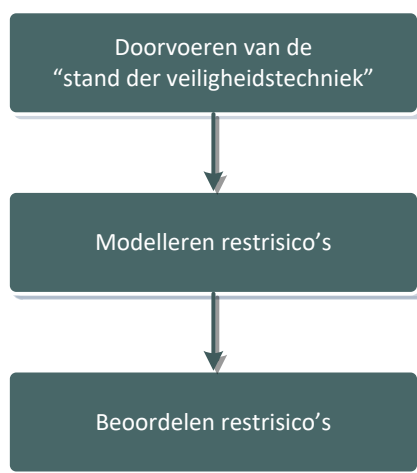 Doorvoeren van de
“stand der veiligheidstechniek”
Modelleren restrisico’s
Beoordelen restrisico’s